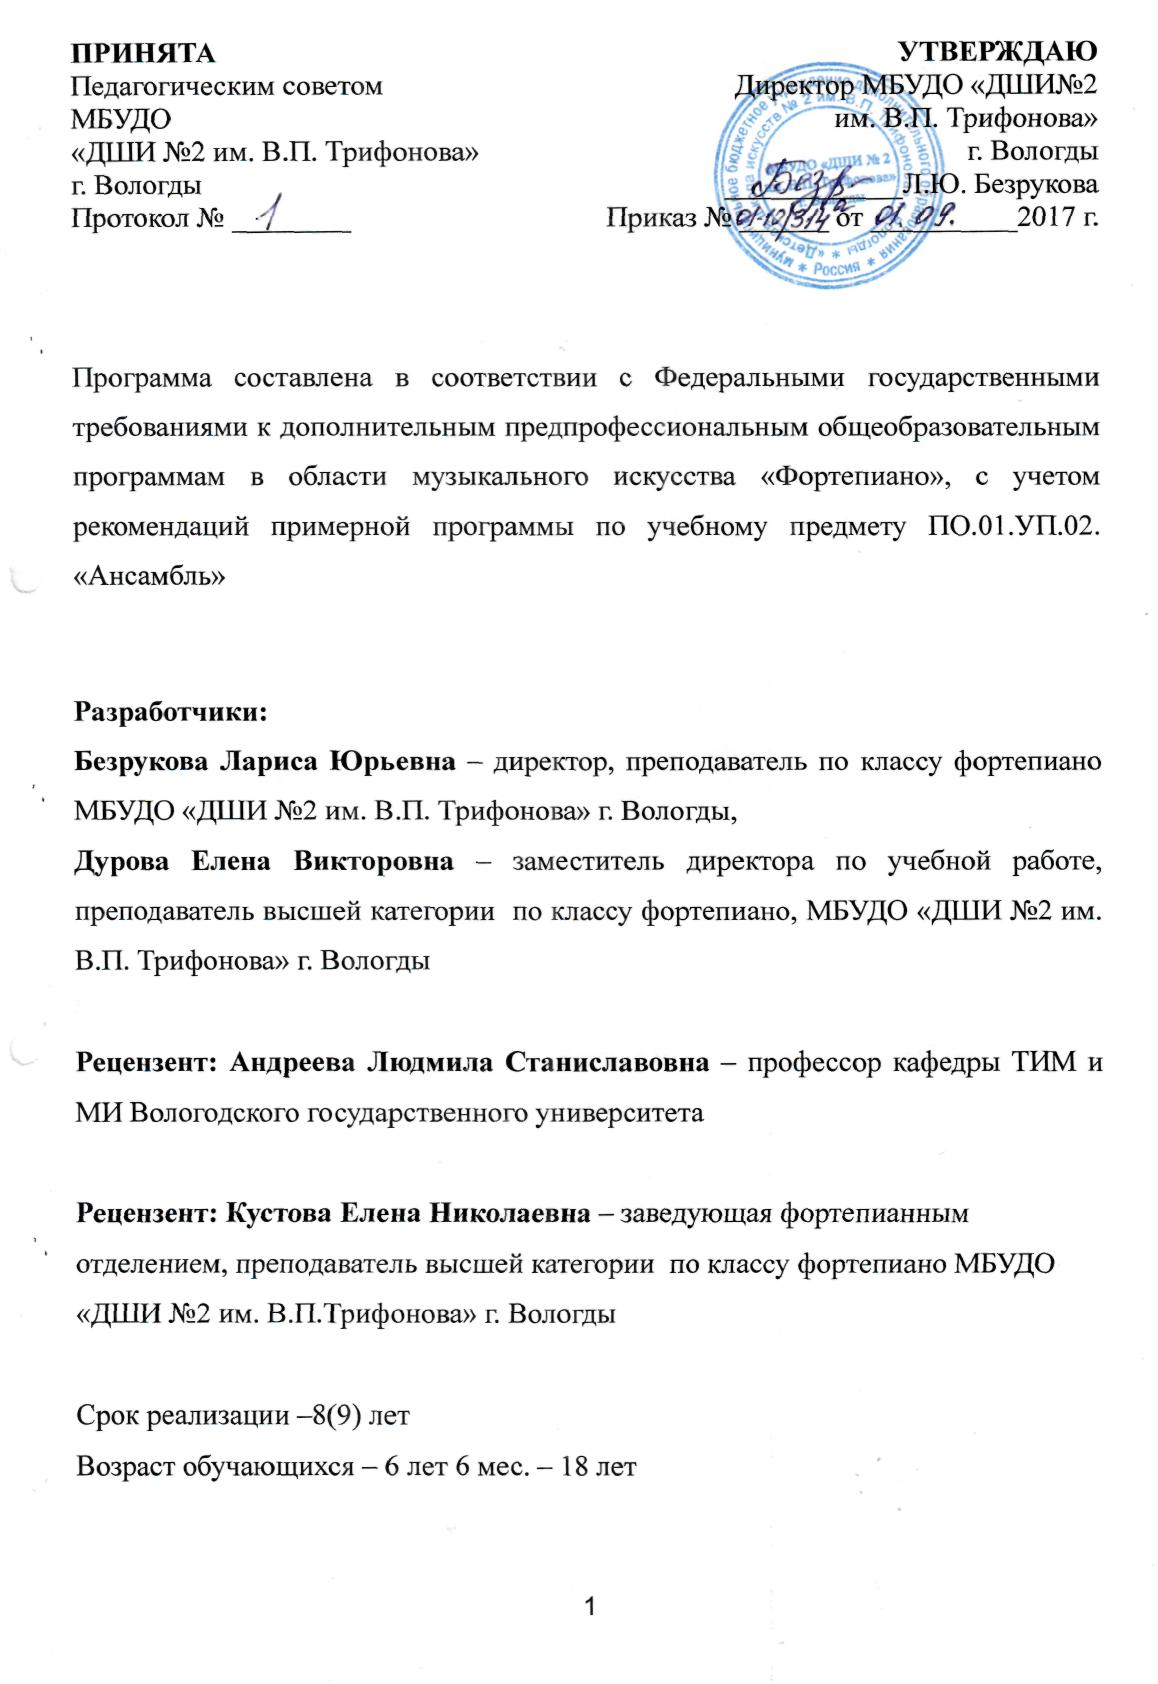 ПРИНЯТА
Педагогическим советом
МБУДО
«ДШИ №2 им. В.П. Трифонова»
г. Вологды
Протокол № 1
УТВЕРЖДАЮ
Директор МБУДО «ДШИ№2
им. В.П. Трифонова»
г. Вологды
Л.Ю. Безрукова
Приказ № 01-12/314 от 01.09. 2017 г.
Программа составлена в соответствии с Федеральными государственными
требованиями к дополнительным предпрофессиональным общеобразовательным
программам в области музыкального искусства «Фортепиано», с учетом
рекомендаций примерной программы по учебному предмету ПО.01.УП.02.
«Ансамбль»
Разработчики:
Безрукова Лариса Юрьевна – директор, преподаватель по классу фортепиано
МБУДО «ДШИ №2 им. В.П. Трифонова» г. Вологды,
Дурова Елена Викторовна – заместитель директора по учебной работе,
преподаватель высшей категории по классу фортепиано, МБУДО «ДШИ №2 им.
В.П. Трифонова» г. Вологды
Рецензент: Андреева Людмила Станиславовна – профессор кафедры ТИМ и
МИ Вологодского государственного университета
Рецензент: Кустова Елена Николаевна – заведующая фортепианным
отделением, преподаватель высшей категории по классу фортепиано МБУДО
«ДШИ №2 им. В.П.Трифонова» г. Вологды
Срок реализации –8(9) лет
Возраст обучающихся – 6 лет 6 мес. – 18 лет
1